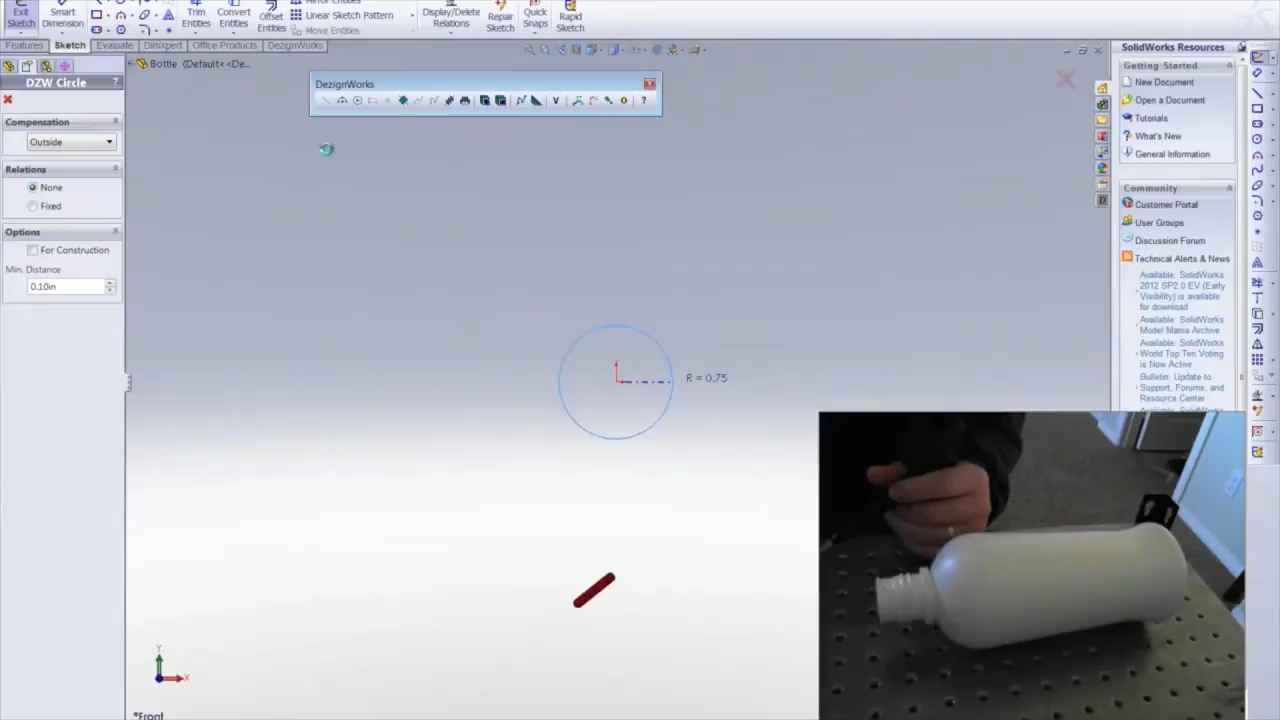 Exit Sketch
Smart Dimension
Trim Entities
Convert Entities
Offset Entities
Mirror Entities
Linear Sketch Pattern
Move Entities
Display/Delete Relations
Repair Sketch
Quick Snaps
Rapid Sketch
Features
Sketch
Evaluate
DimXpert
Office Products
DezignWorks
Bottle (Default<<De...
DZW Circle
?
Compensation
Outside
Relations
None
Fixed
Options
For Construction
Min. Distance
0.10in
DezignWorks
V
?
R = 0.75
Y
X
*Front
SolidWorks Resources
Getting Started
New Document
Open a Document
Tutorials
What's New
General Information
Community
Customer Portal
User Groups
Discussion Forum
Technical Alerts & News
Available: SolidWorks
2012 SP2.0 EV (Early
Visibility) is available
for download
Available: SolidWorks
Model Mania Archive
Available: SolidWorks
World Top Ten Voting
is Now Active
Bulletin: Update to
Support, Forums, and
Resource Center